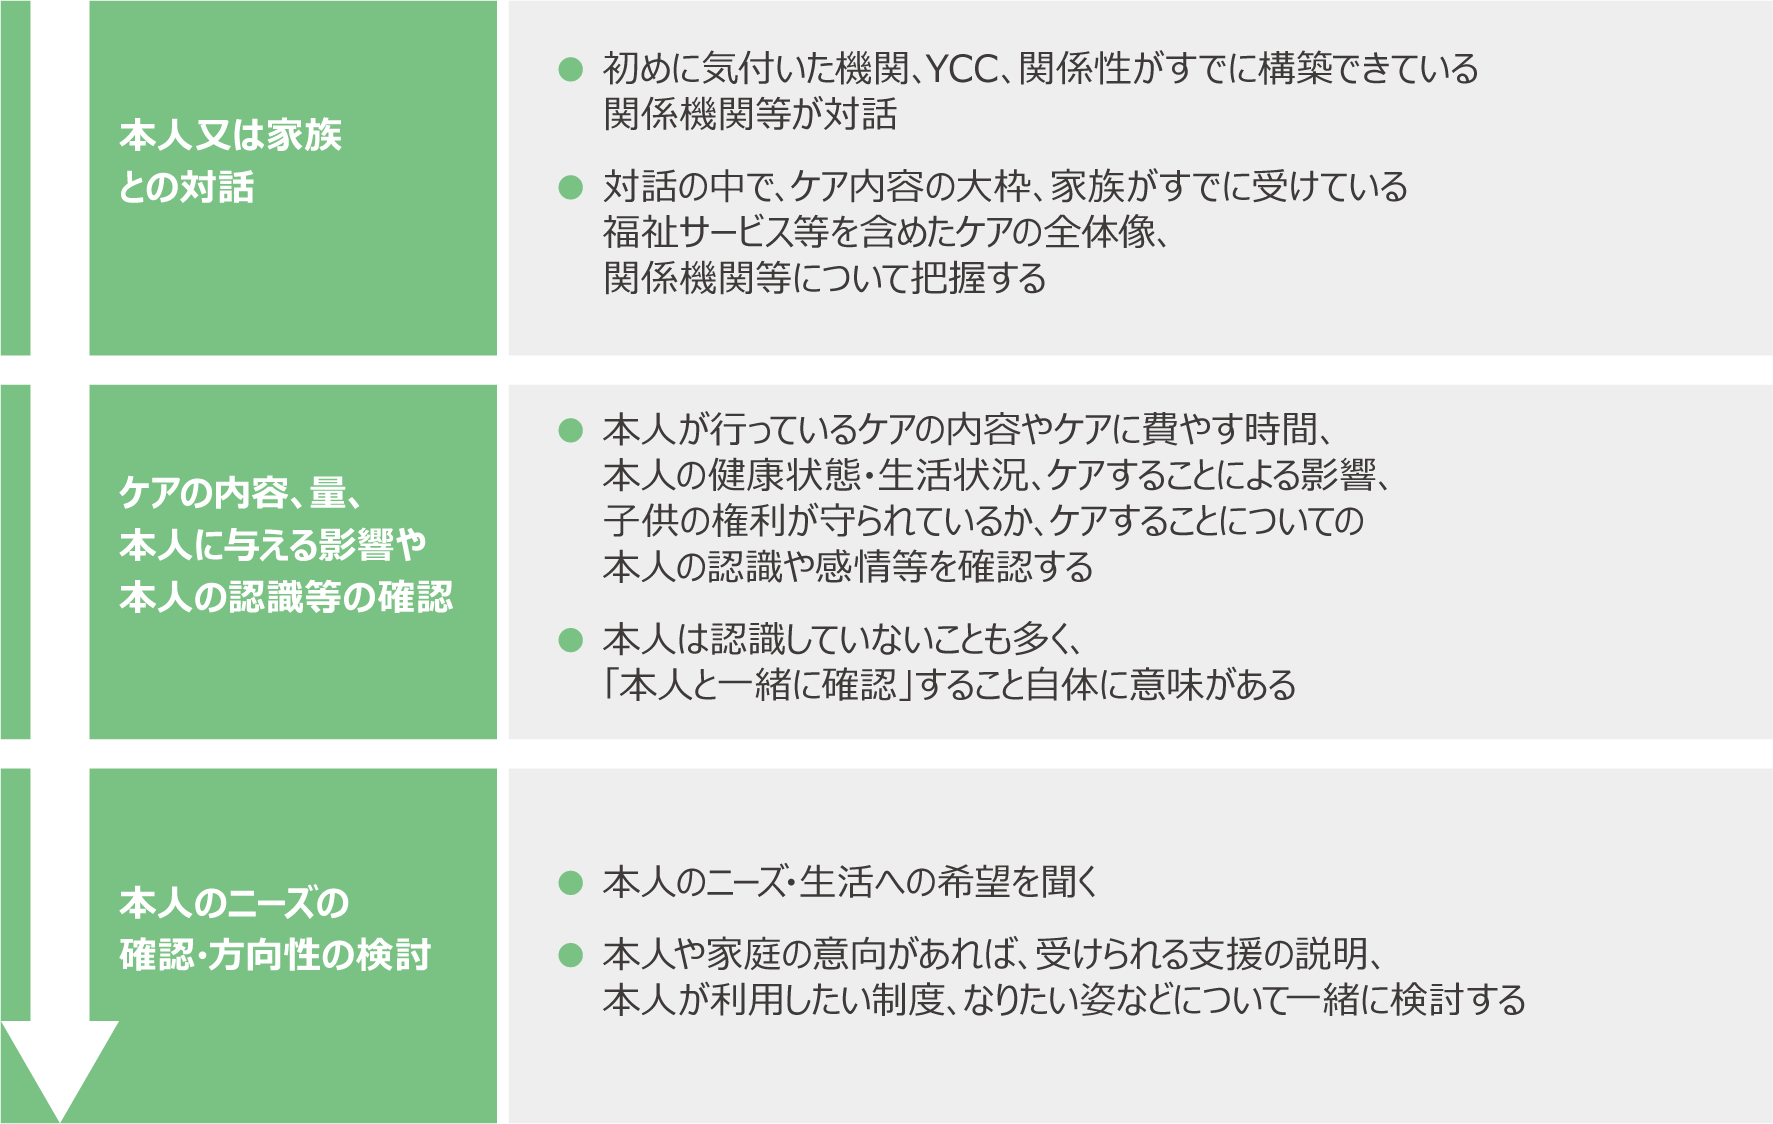 本人又は家族
との対話
● 初めに気付いた機関、YCC、関係性がすでに構築できている
関係機関等が対話
● 対話の中で、ケア内容の大枠、家族がすでに受けている
福祉サービス等を含めたケアの全体像、
関係機関等について把握する
ケアの内容、量、
本人に与える影響や
本人の認識等の確認
● 本人が行っているケアの内容やケアに費やす時間、
本人の健康状態・生活状況、ケアすることによる影響、
子供の権利が守られているか、ケアすることについての
本人の認識や感情等を確認する
● 本人は認識していないことも多く、
「本人と一緒に確認」すること自体に意味がある
本人のニーズの
確認・方向性の検討
● 本人のニーズ・生活への希望を聞く
● 本人や家庭の意向があれば、受けられる支援の説明、
本人が利用したい制度、なりたい姿などについて一緒に検討する